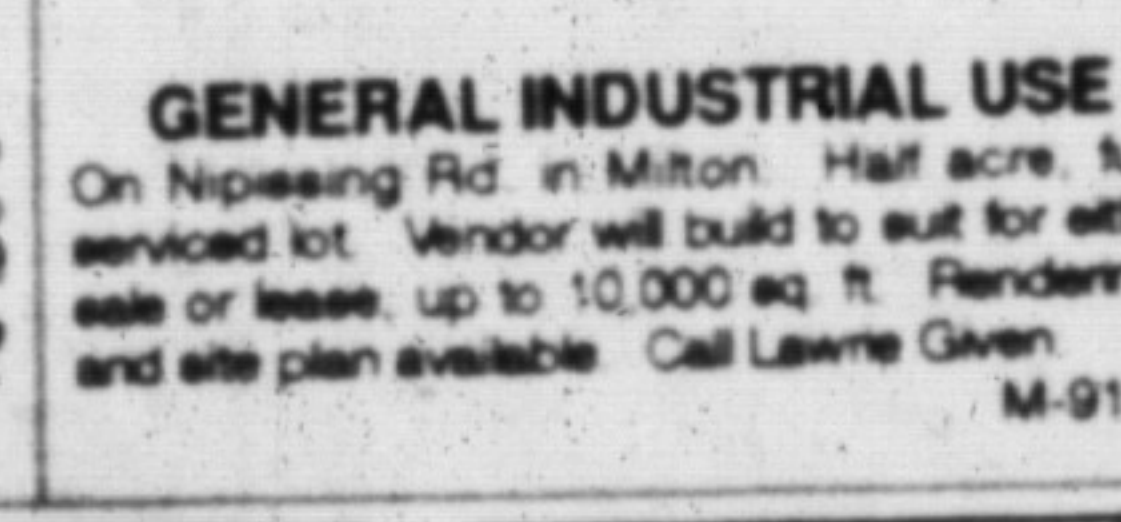 GENERAL INDUSTRIAL USE
On Nipissing Rd. in Milton. Half acre,
serviced lot. Vendor will build to suit for
sale or lease, up to 10,000 sq. ft.
and site plan available. Call Lawrie Given.
M-91